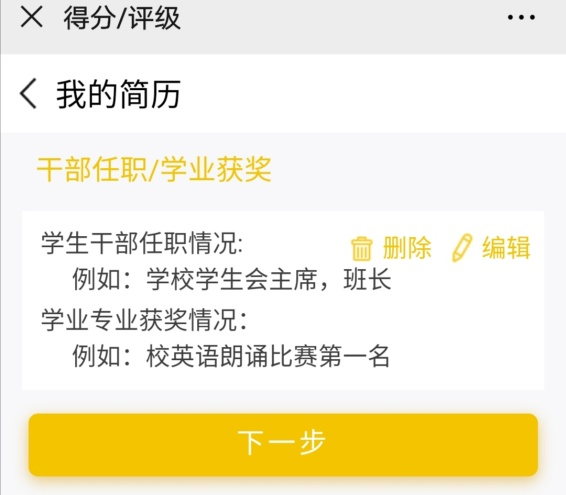 得分/评级
我的简历
干部任职/学业获奖
学生干部任职情况:
删除 编辑
例如：学校学生会主席，班长
学业专业获奖情况：
例如：校英语朗诵比赛第一名
下一步